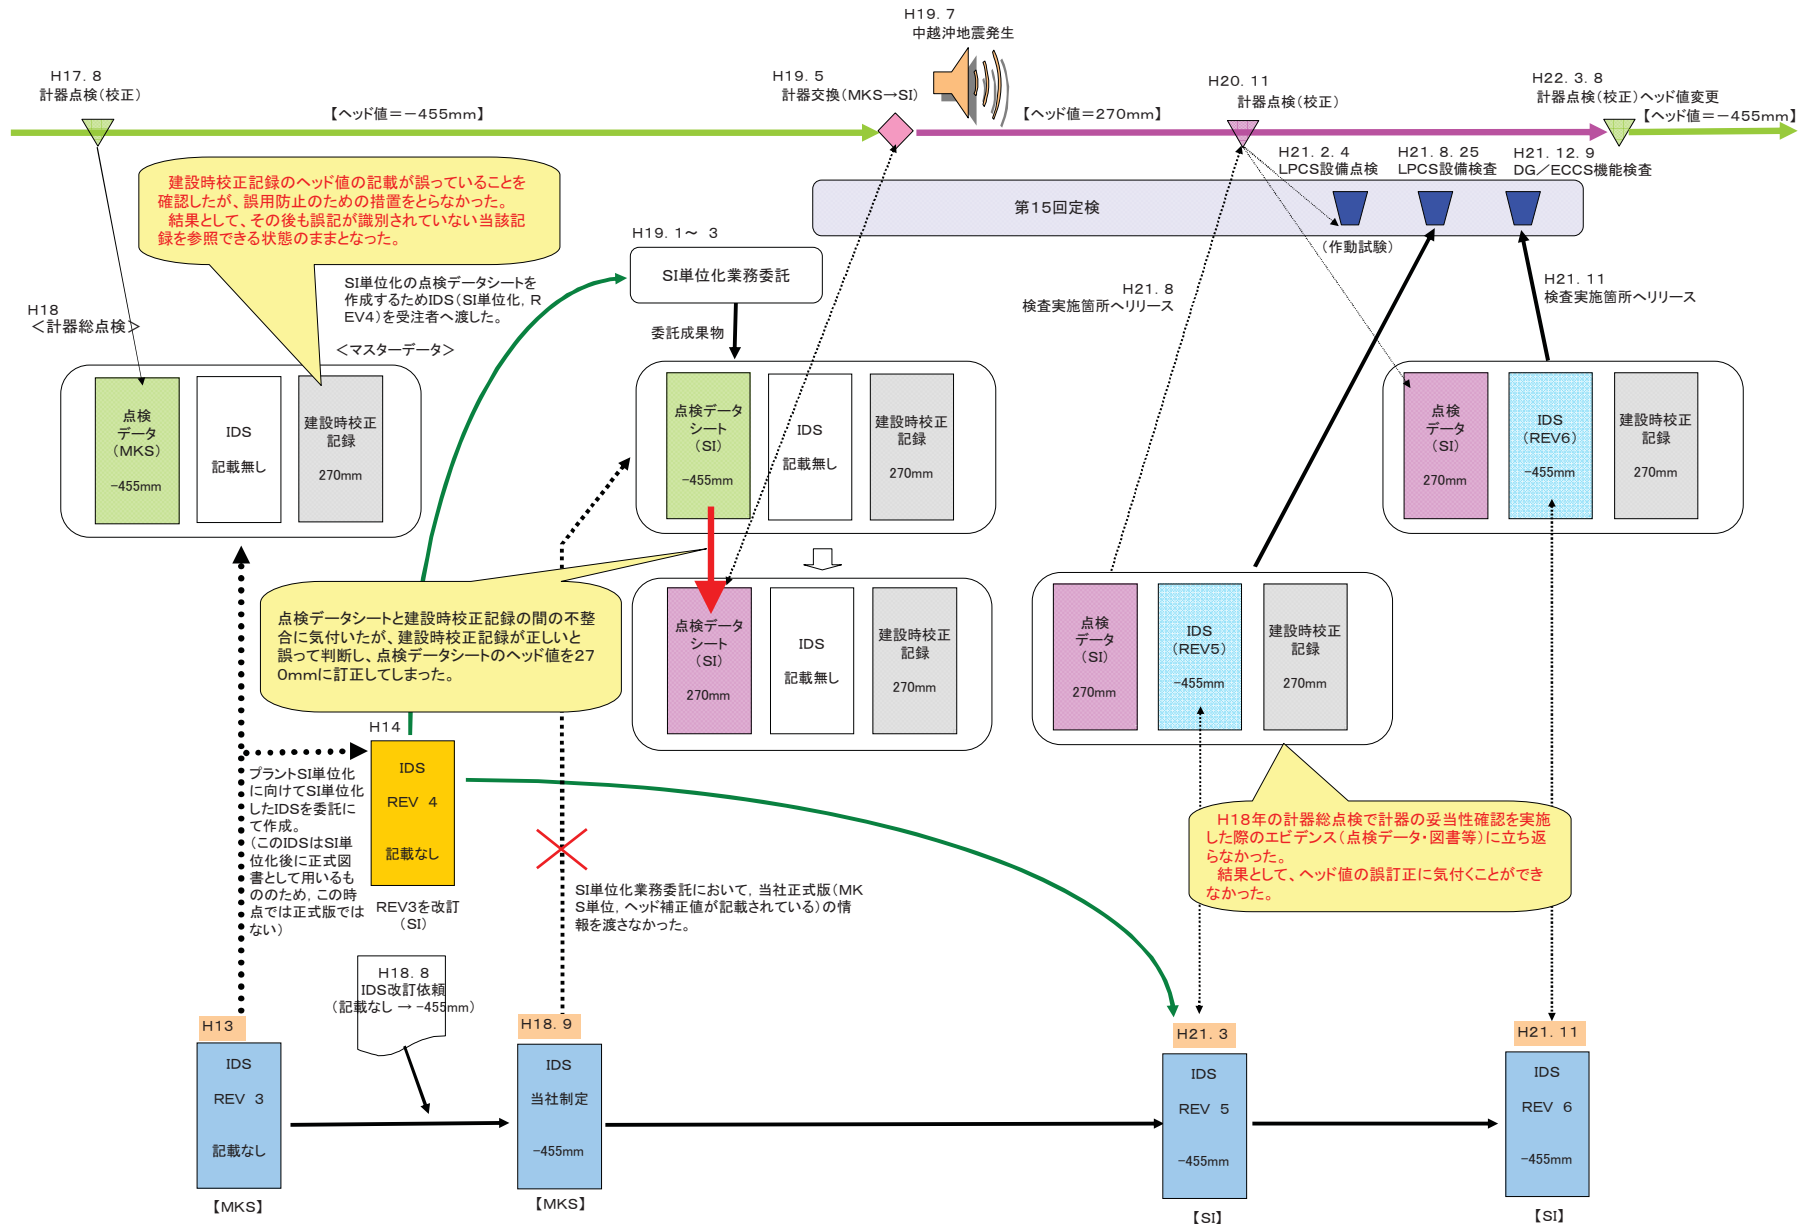 H19．7
中越沖地震発生
H17．8
計器点検（校正）
H19．5
計器交換（MKS→SI）
H20．11
計器点検（校正）
H22．3．8
計器点検（校正）ヘッド値変更
【ヘッド値＝－455mm】
【ヘッド値＝270mm】
【ヘッド値＝－455mm】
H21．2．4
LPCS設備点検
H21．8．25
LPCS設備検査
H21．12．9
DG／ECCS機能検査
第15回定検
（作動試験）
建設時校正記録のヘッド値の記載が誤っていることを
確認したが、誤用防止のための措置をとらなかった。
結果として、その後も誤記が識別されていない当該記
録を参照できる状態のままとなった。
H19．1～ 3
SI単位化業務委託
委託成果物
SI単位化の点検データシートを
作成するためIDS（SI単位化，R
EV4）を受注者へ渡した。
H18
＜計器総点検＞
＜マスターデータ＞
H21．8
検査実施箇所へリリース
H21．11
検査実施箇所へリリース
点検
データ
（MKS）
-455mm
IDS
記載無し
建設時校正
記録
270mm
点検データ
シート
（SI）
-455mm
IDS
記載無し
建設時校正
記録
270mm
点検
データ
（SI）
270mm
IDS
（REV6）
-455mm
建設時校正
記録
270mm
点検データシートと建設時校正記録の間の不整
合に気付いたが、建設時校正記録が正しいと
誤って判断し、点検データシートのヘッド値を27
0mmに訂正してしまった。
点検データ
シート
（SI）
270mm
IDS
記載無し
建設時校正
記録
270mm
点検
データ
（SI）
270mm
IDS
（REV5）
-455mm
建設時校正
記録
270mm
H14
IDS
REV 4
記載なし
REV3を改訂
（SI）
プラントSI単位化
に向けてSI単位化
したIDSを委託に
て作成。
（このIDSはSI単
位化後に正式図
書として用いるも
ののため，この時
点では正式版では
ない）
SI単位化業務委託において，当社正式版（MK
S単位，ヘッド補正値が記載されている）の情
報を渡さなかった。
H18年の計器総点検で計器の妥当性確認を実施
した際のエビデンス（点検データ・図書等）に立ち返
らなかった。
結果として、ヘッド値の誤訂正に気付くことができ
なかった。
H18．8
IDS改訂依頼
（記載なし → -455mm）
H13
IDS
REV 3
記載なし
【MKS】
H18．9
IDS
当社制定
-455mm
【MKS】
H21．3
IDS
REV 5
-455mm
【SI】
H21．11
IDS
REV 6
-455mm
【SI】